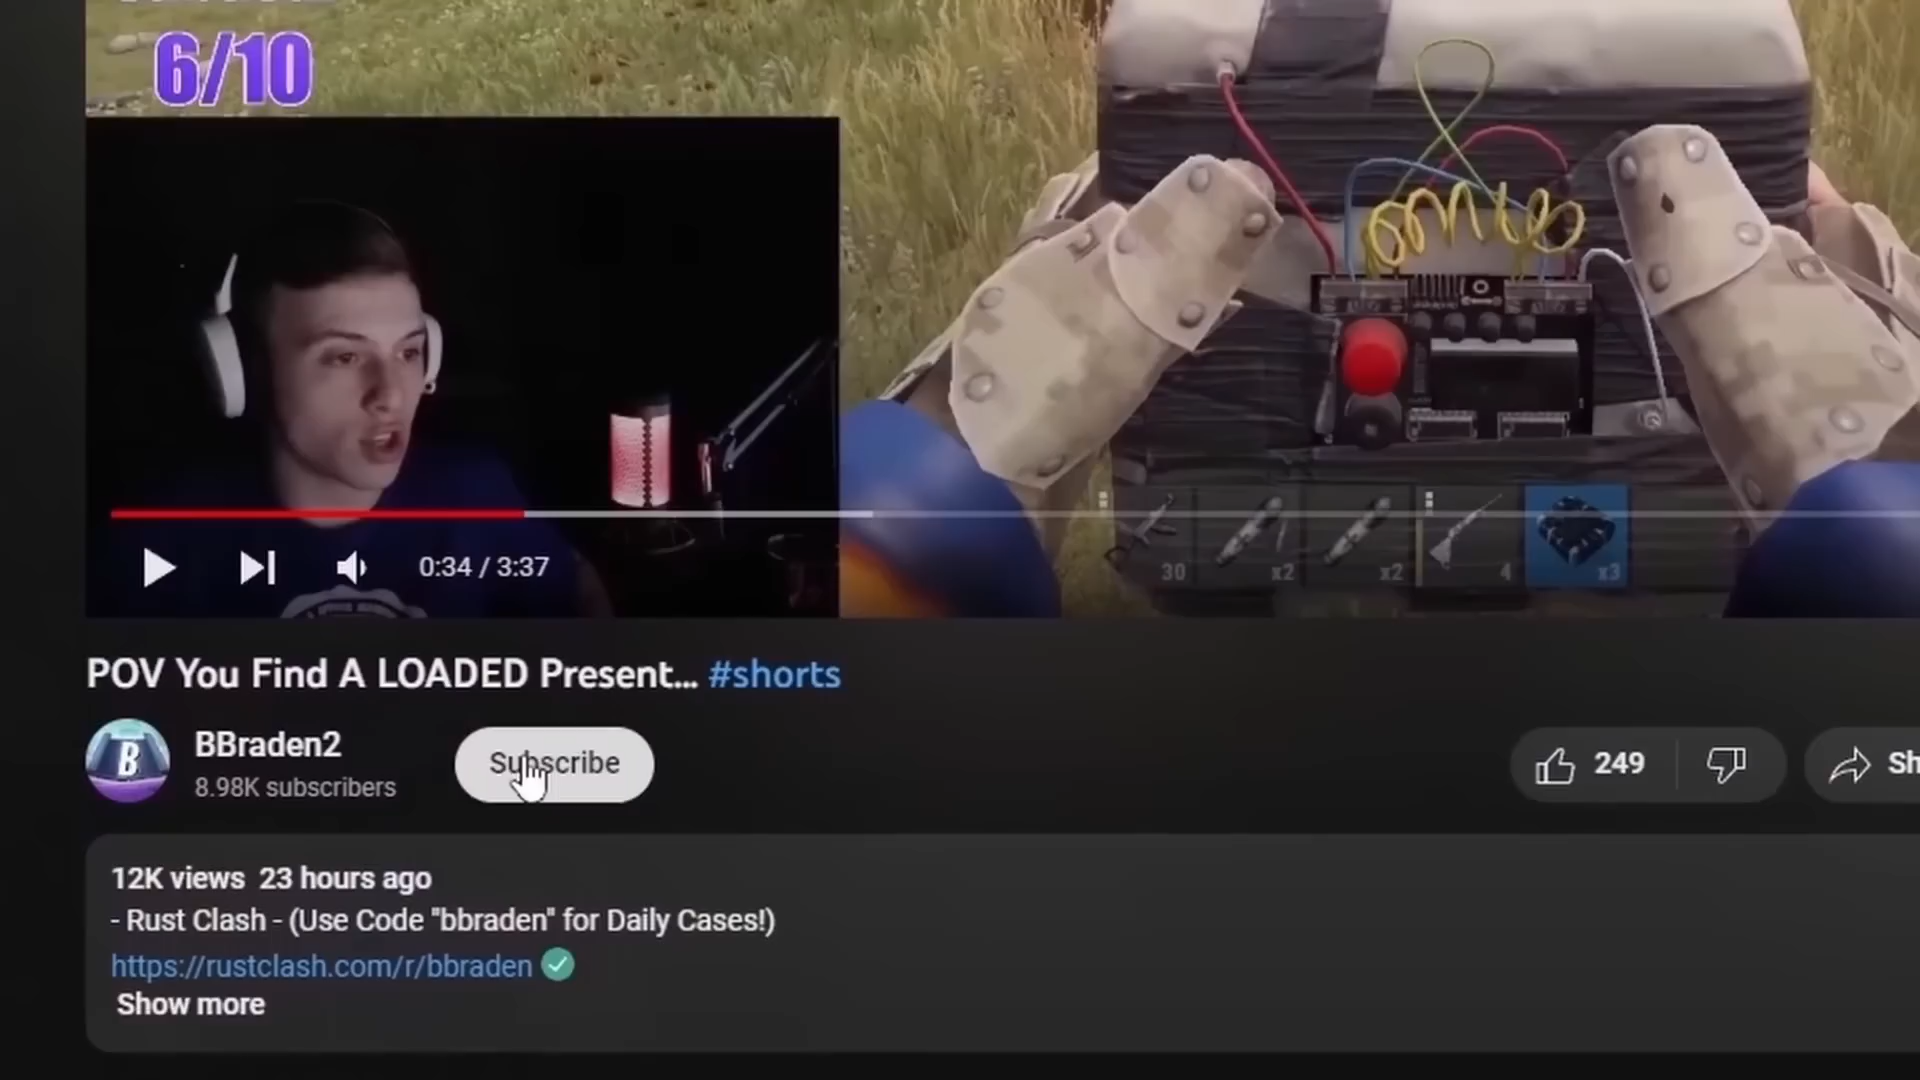 6/10
30
x2
x2
4
x3
0:34 / 3:37
POV You Find A LOADED Present... #shorts
B
BBraden2
8.98K subscribers
Subscribe
249
Sh
12K views 23 hours ago
- Rust Clash - (Use Code "bbraden" for Daily Cases!)
https://rustclash.com/r/bbraden
Show more